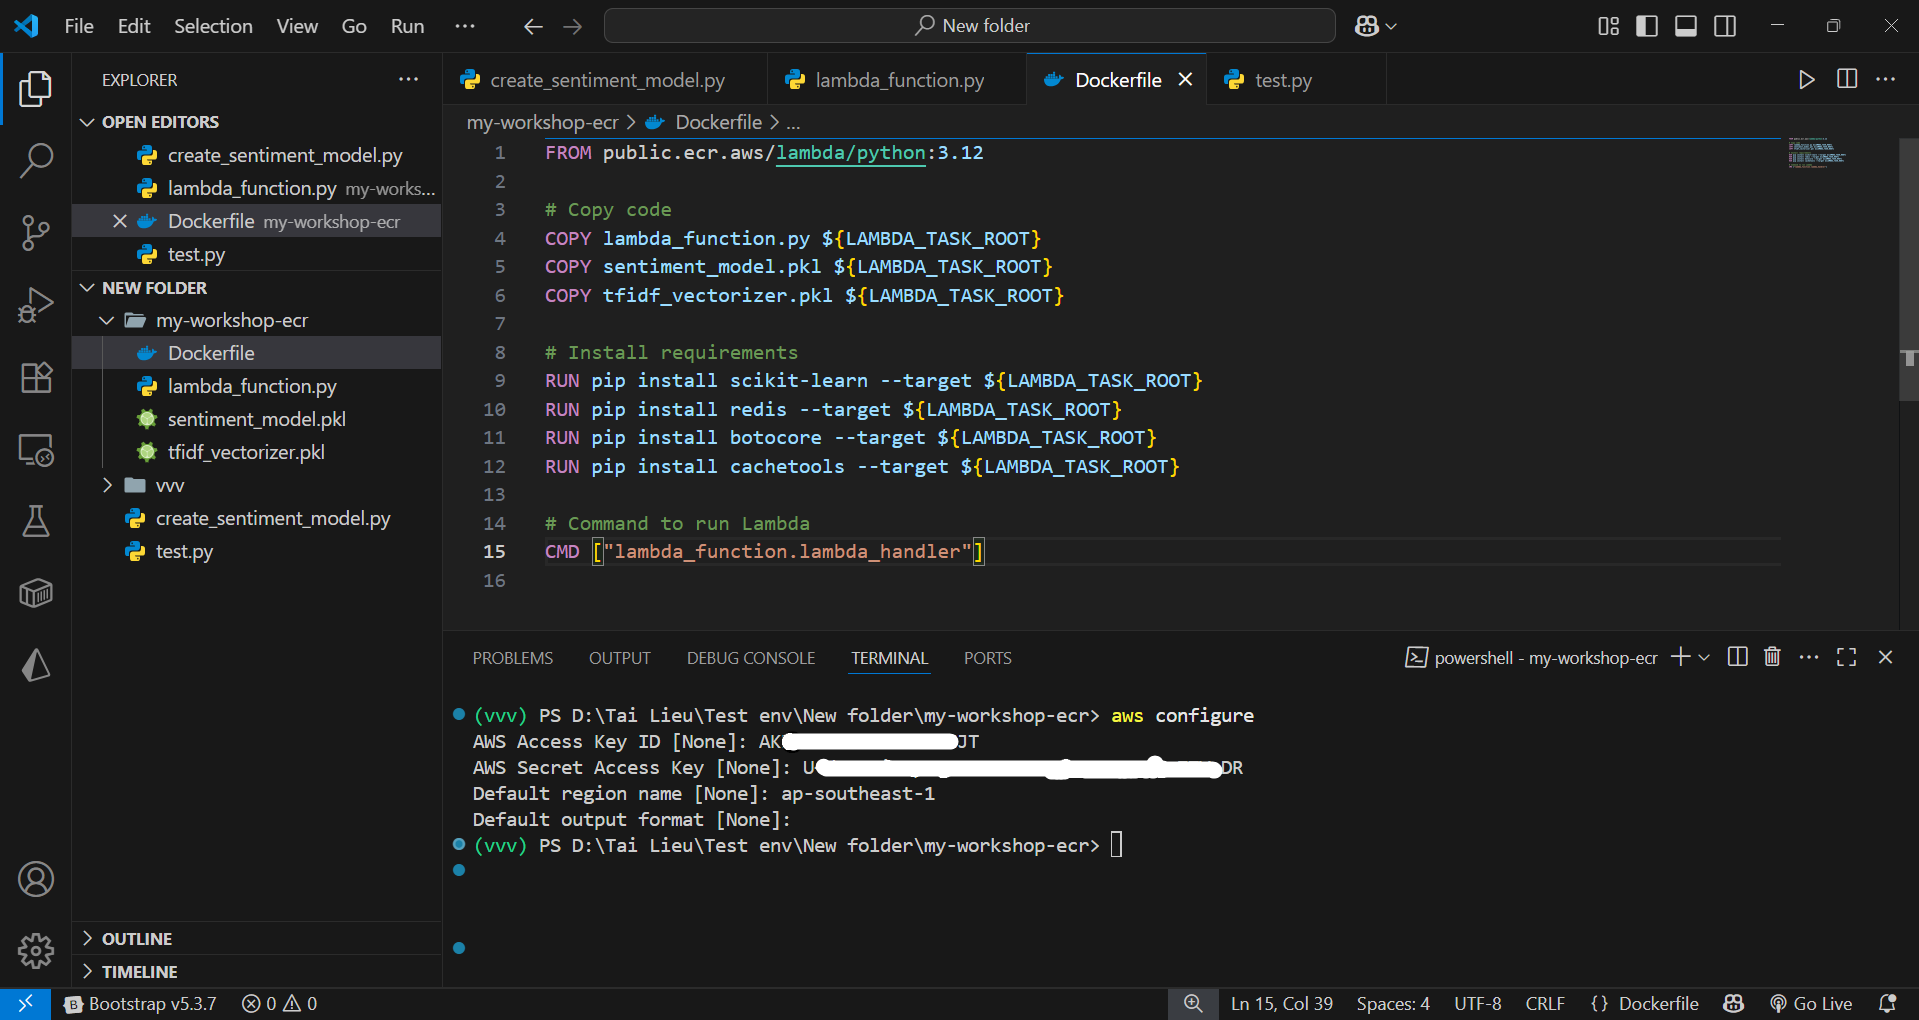 File Edit Selection View Go Run ··· New folder
EXPLORER ···
OPEN EDITORS
create_sentiment_model.py
lambda_function.py my-works...
Dockerfile my-workshop-ecr
test.py
NEW FOLDER
my-workshop-ecr
Dockerfile
lambda_function.py
sentiment_model.pkl
tfidf_vectorizer.pkl
vvv
create_sentiment_model.py
test.py
OUTLINE
TIMELINE
create_sentiment_model.py lambda_function.py Dockerfile test.py
my-workshop-ecr > Dockerfile > ...
1 FROM public.ecr.aws/lambda/python:3.12
2
3 # Copy code
4 COPY lambda_function.py ${LAMBDA_TASK_ROOT}
5 COPY sentiment_model.pkl ${LAMBDA_TASK_ROOT}
6 COPY tfidf_vectorizer.pkl ${LAMBDA_TASK_ROOT}
7
8 # Install requirements
9 RUN pip install scikit-learn --target ${LAMBDA_TASK_ROOT}
10 RUN pip install redis --target ${LAMBDA_TASK_ROOT}
11 RUN pip install botocore --target ${LAMBDA_TASK_ROOT}
12 RUN pip install cachetools --target ${LAMBDA_TASK_ROOT}
13
14 # Command to run Lambda
15 CMD ["lambda_function.lambda_handler"]
16
PROBLEMS OUTPUT DEBUG CONSOLE TERMINAL PORTS powershell - my-workshop-ecr
(vvv) PS D:\Tai Lieu\Test env\New folder\my-workshop-ecr> aws configure
AWS Access Key ID [None]: AK JT
AWS Secret Access Key [None]: U DR
Default region name [None]: ap-southeast-1
Default output format [None]:
(vvv) PS D:\Tai Lieu\Test env\New folder\my-workshop-ecr>
Bootstrap v5.3.7 0 0 Ln 15, Col 39 Spaces: 4 UTF-8 CRLF {} Dockerfile Go Live